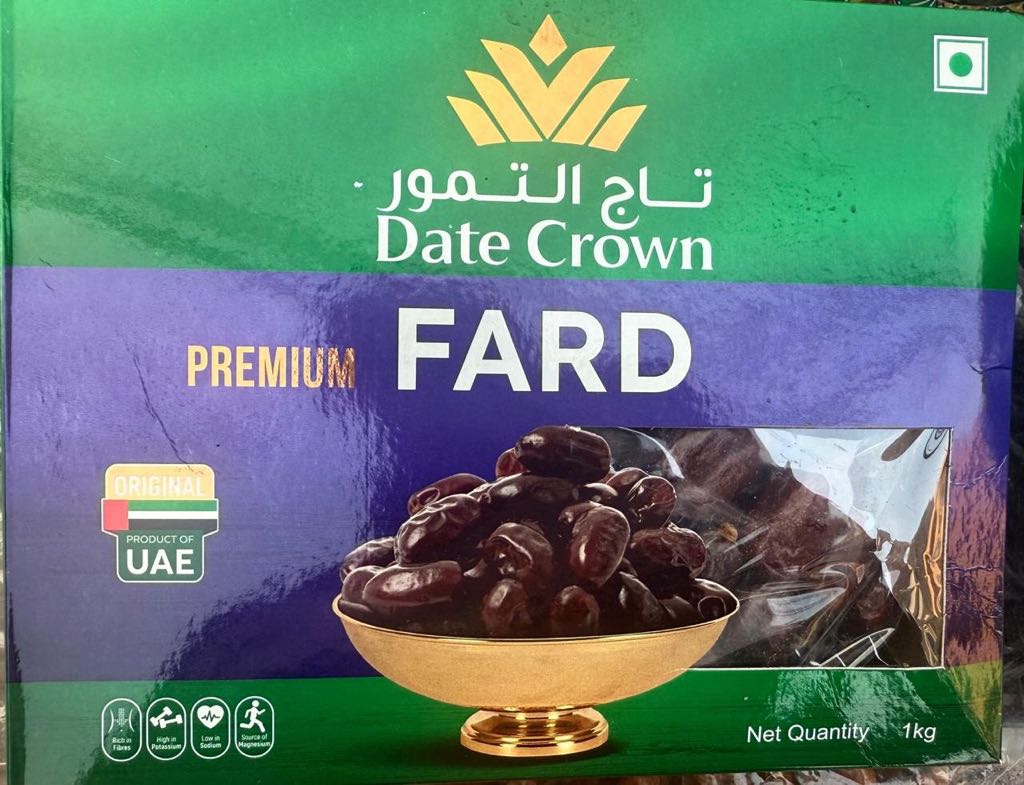 تاج التمور
Date Crown
PREMIUM FARD
ORIGINAL
PRODUCT OF
UAE
Rich in
Fibres
High in
Potassium
Low in
Sodium
Source of
Magnesium
Net Quantity 1kg